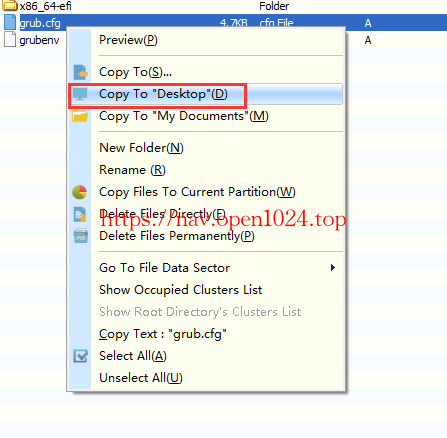 x86_64-efi Folder
grub.cfg 4.7KB cfg File A
grubenv A
Preview(P)
Copy To(S)...
Copy To "Desktop"(D)
Copy To "My Documents"(M)
New Folder(N)
Rename (R)
Copy Files To Current Partition(W)
Delete Files Directly(F)
https://nav.open1024.top
Delete Files Permanently(P)
Go To File Data Sector
Show Occupied Clusters List
Show Root Directory's Clusters List
Copy Text : "grub.cfg"
Select All(A)
Unselect All(U)